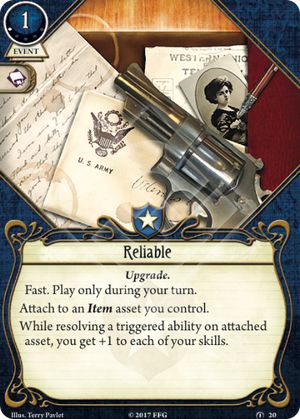 1
EVENT
WESTERN UNION
U. S. ARMY
Reliable
Upgrade.
Fast. Play only during your turn.
Attach to an Item asset you control.
While resolving a triggered ability on attached
asset, you get +1 to each of your skills.
Illus. Terry Pavlet
© 2017 FFG
20